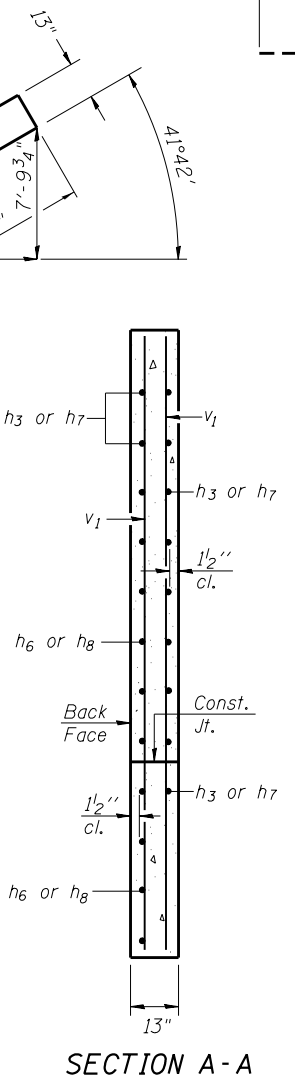 13"
41°42'
7'-9¾"
"
h3 or h7
v1
h3 or h7
v1
1½"
cl.
h6 or h8
Back
Face
Const.
Jt.
h3 or h7
1½"
cl.
h6 or h8
13"
SECTION A-A